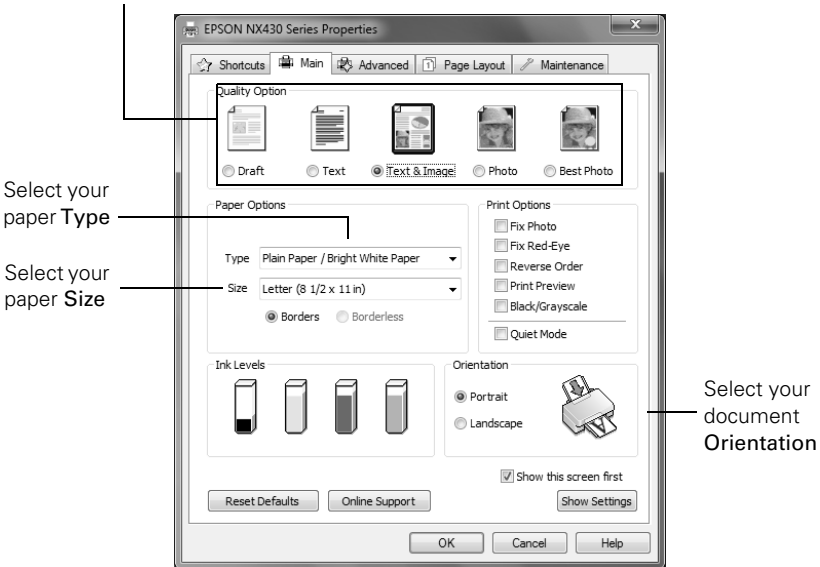 EPSON NX430 Series Properties
Shortcuts Main Advanced 1 Page Layout Maintenance
Quality Option
Draft Text Text & Image Photo Best Photo
Select your
paper Type
Paper Options
Type Plain Paper / Bright White Paper
Select your
paper Size
Size Letter (8 1/2 x 11 in)
Borders Borderless
Print Options
Fix Photo
Fix Red-Eye
Reverse Order
Print Preview
Black/Grayscale
Quiet Mode
Ink Levels
Orientation
Portrait
Landscape
Select your
document
Orientation
Show this screen first
Reset Defaults Online Support Show Settings
OK Cancel Help